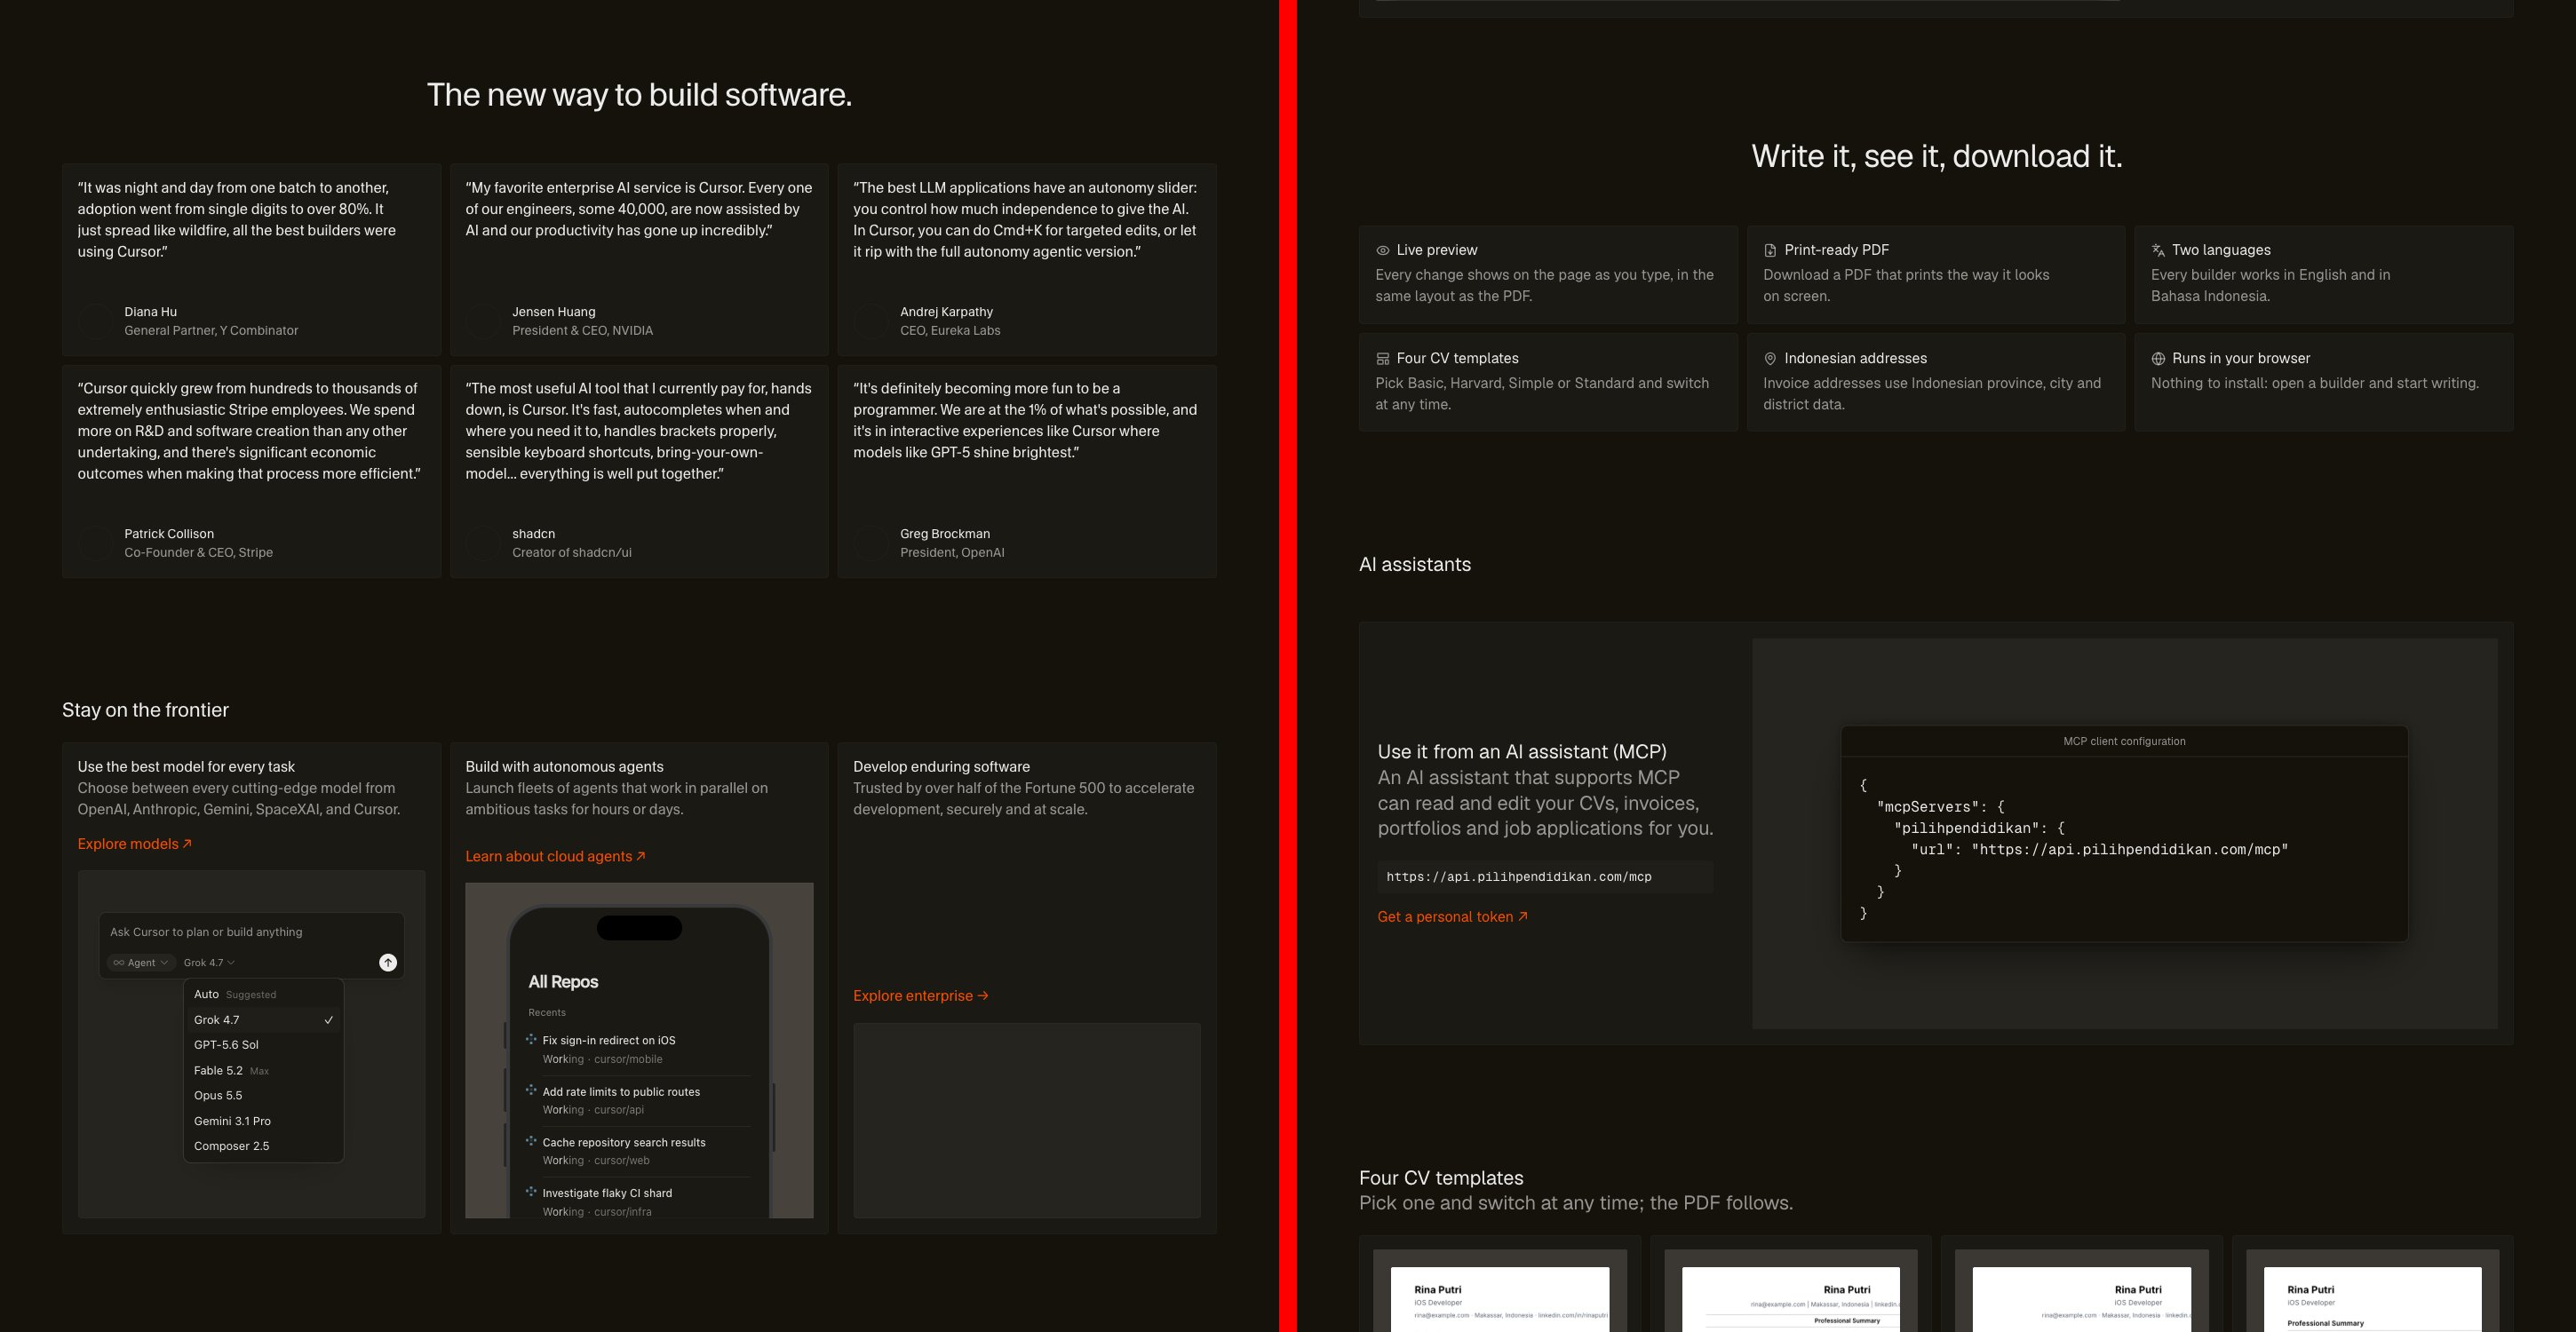 The new way to build software.
“It was night and day from one batch to another,
adoption went from single digits to over 80%. It
just spread like wildfire, all the best builders were
using Cursor.”
Diana Hu
General Partner, Y Combinator
“My favorite enterprise AI service is Cursor. Every one
of our engineers, some 40,000, are now assisted by
AI and our productivity has gone up incredibly.”
Jensen Huang
President & CEO, NVIDIA
“The best LLM applications have an autonomy slider:
you control how much independence to give the AI.
In Cursor, you can do Cmd+K for targeted edits, or let
it rip with the full autonomy agentic version.”
Andrej Karpathy
CEO, Eureka Labs
“Cursor quickly grew from hundreds to thousands of
extremely enthusiastic Stripe employees. We spend
more on R&D and software creation than any other
undertaking, and there's significant economic
outcomes when making that process more efficient.”
Patrick Collison
Co-Founder & CEO, Stripe
“The most useful AI tool that I currently pay for, hands
down, is Cursor. It's fast, autocompletes when and
where you need it to, handles brackets properly,
sensible keyboard shortcuts, bring-your-own-
model... everything is well put together.”
shadcn
Creator of shadcn/ui
“It's definitely becoming more fun to be a
programmer. We are at the 1% of what's possible, and
it's in interactive experiences like Cursor where
models like GPT-5 shine brightest.”
Greg Brockman
President, OpenAI
Stay on the frontier
Use the best model for every task
Choose between every cutting-edge model from
OpenAI, Anthropic, Gemini, SpaceXAI, and Cursor.
Explore models ↗
Ask Cursor to plan or build anything
Agent
Grok 4.7
Auto Suggested
Grok 4.7
GPT-5.6 Sol
Fable 5.2 Max
Opus 5.5
Gemini 3.1 Pro
Composer 2.5
Build with autonomous agents
Launch fleets of agents that work in parallel on
ambitious tasks for hours or days.
Learn about cloud agents ↗
All Repos
Recents
Fix sign-in redirect on iOS
Working · cursor/mobile
Add rate limits to public routes
Working · cursor/api
Cache repository search results
Working · cursor/web
Investigate flaky CI shard
Working · cursor/infra
Develop enduring software
Trusted by over half of the Fortune 500 to accelerate
development, securely and at scale.
Explore enterprise →
Write it, see it, download it.
Live preview
Every change shows on the page as you type, in the
same layout as the PDF.
Print-ready PDF
Download a PDF that prints the way it looks
on screen.
Two languages
Every builder works in English and in
Bahasa Indonesia.
Four CV templates
Pick Basic, Harvard, Simple or Standard and switch
at any time.
Indonesian addresses
Invoice addresses use Indonesian province, city and
district data.
Runs in your browser
Nothing to install: open a builder and start writing.
AI assistants
Use it from an AI assistant (MCP)
An AI assistant that supports MCP
can read and edit your CVs, invoices,
portfolios and job applications for you.
https://api.pilihpendidikan.com/mcp
Get a personal token ↗
MCP client configuration
{
"mcpServers": {
"pilihpendidikan": {
"url": "https://api.pilihpendidikan.com/mcp"
}
}
}
Four CV templates
Pick one and switch at any time; the PDF follows.
Rina Putri
iOS Developer
rina@example.com · Makassar, Indonesia · linkedin.com/in/rinaputri
Rina Putri
rina@example.com | Makassar, Indonesia | linkedin.
Professional Summary
Rina Putri
iOS Developer
rina@example.com · Makassar, Indonesia · linkedin.
Rina Putri
iOS Developer
Professional Summary